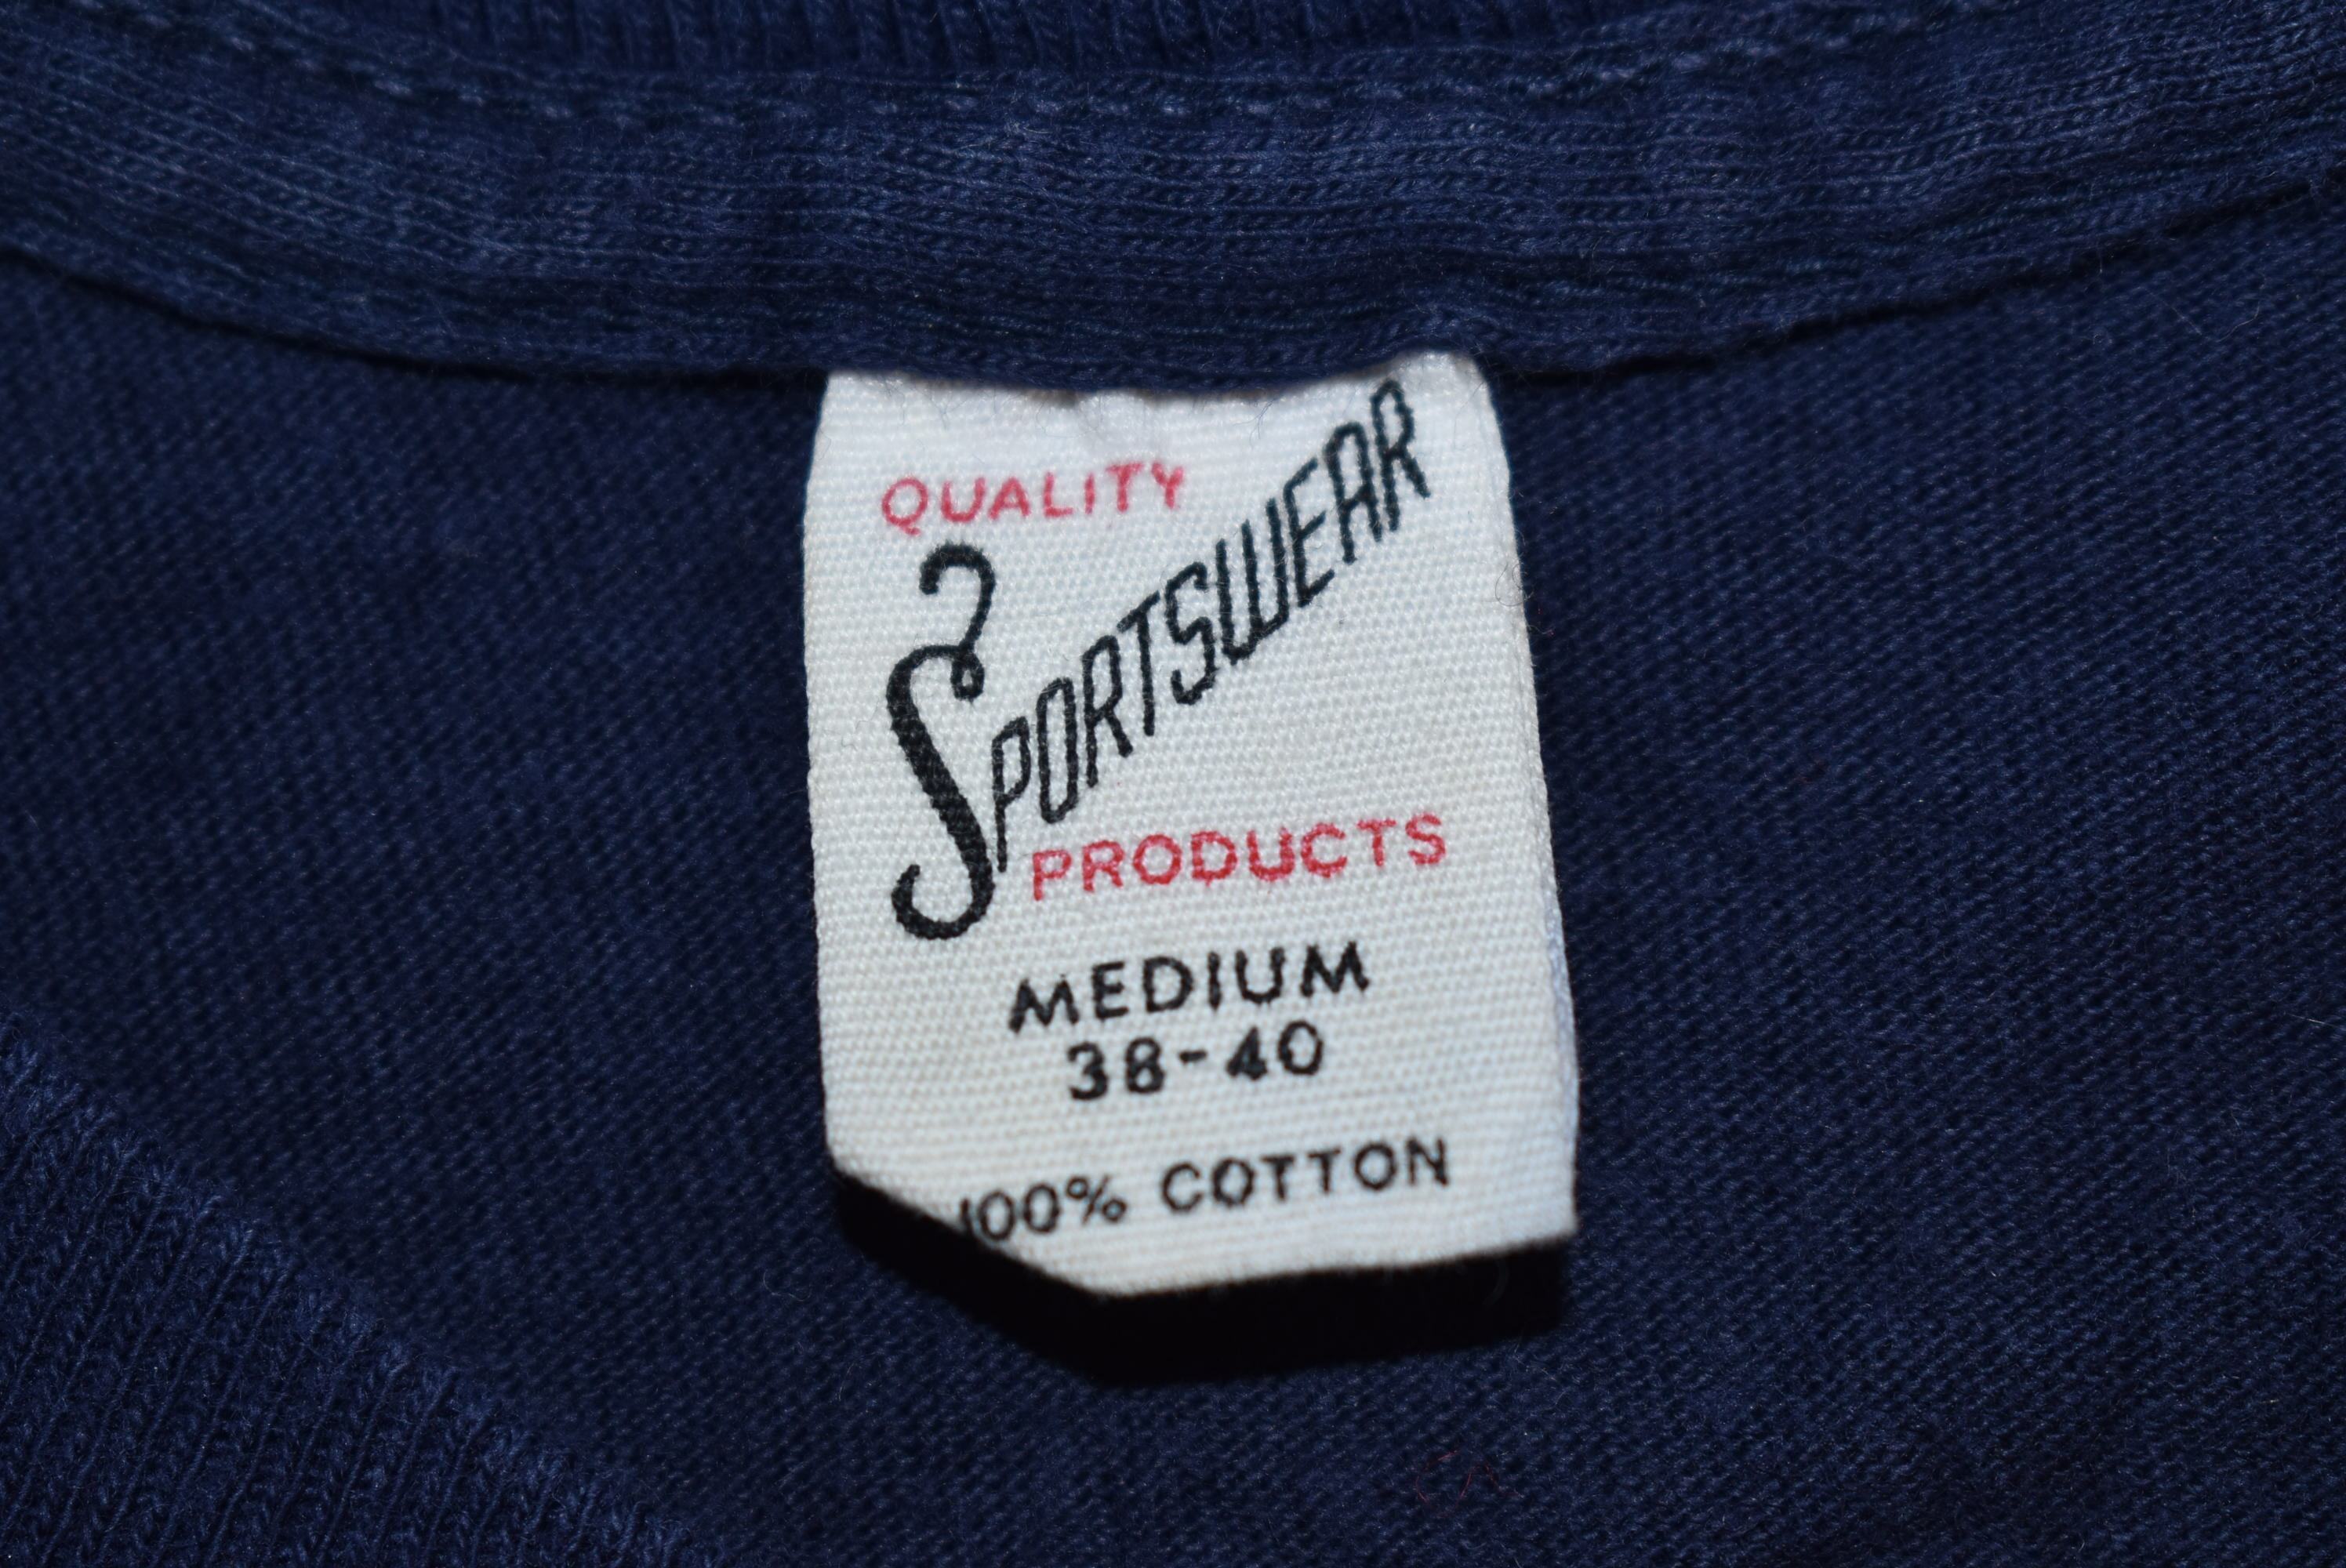 QUALITY
SPORTSWEAR
PRODUCTS
MEDIUM
38-40
100% COTTON